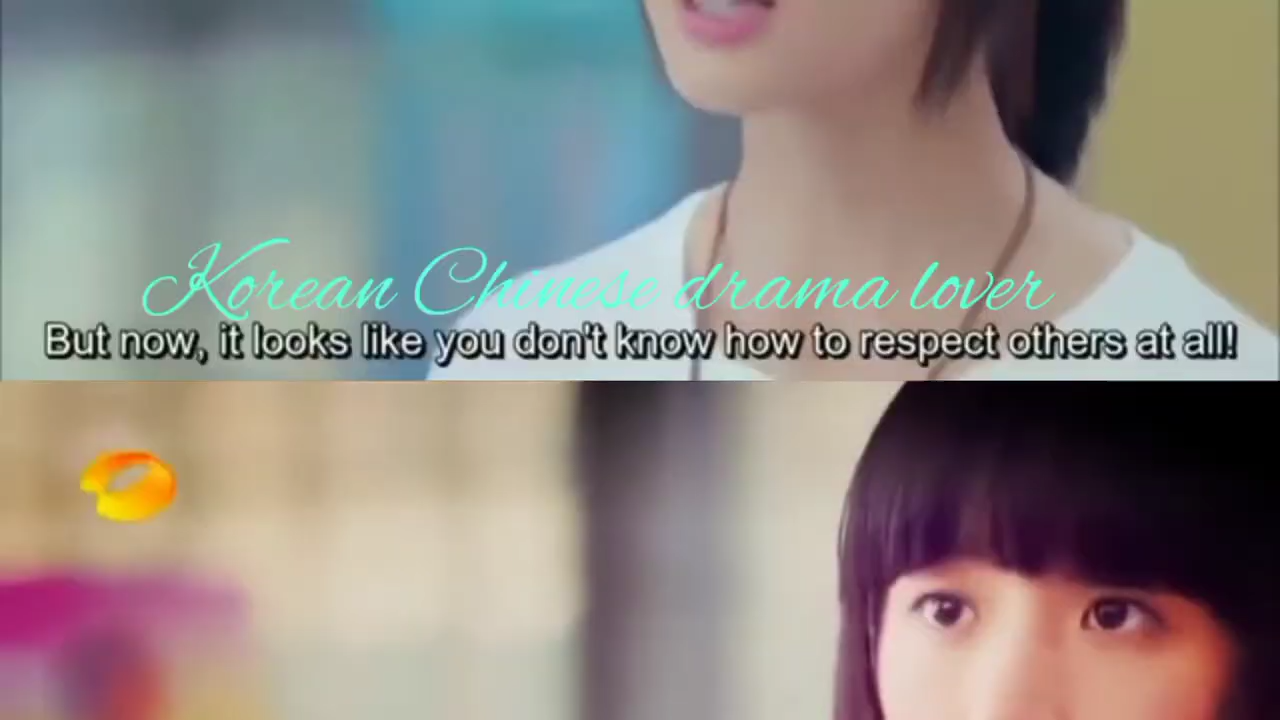 Korean Chinese drama lover
But now, it looks like you don't know how to respect others at all!